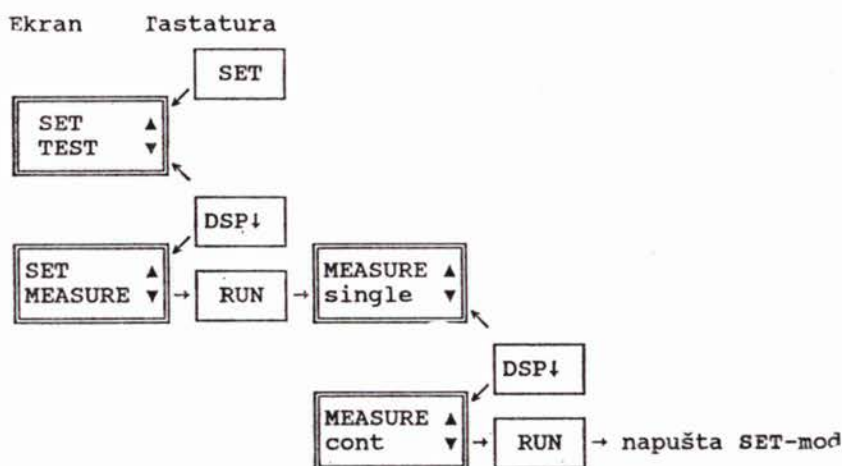 Ekran Tastatura
SET
SET ▲
TEST ▼
DSP↓
SET ▲
MEASURE ▼ → RUN → MEASURE ▲
single ▼
DSP↓
MEASURE ▲
cont ▼ → RUN → napušta SET-mod